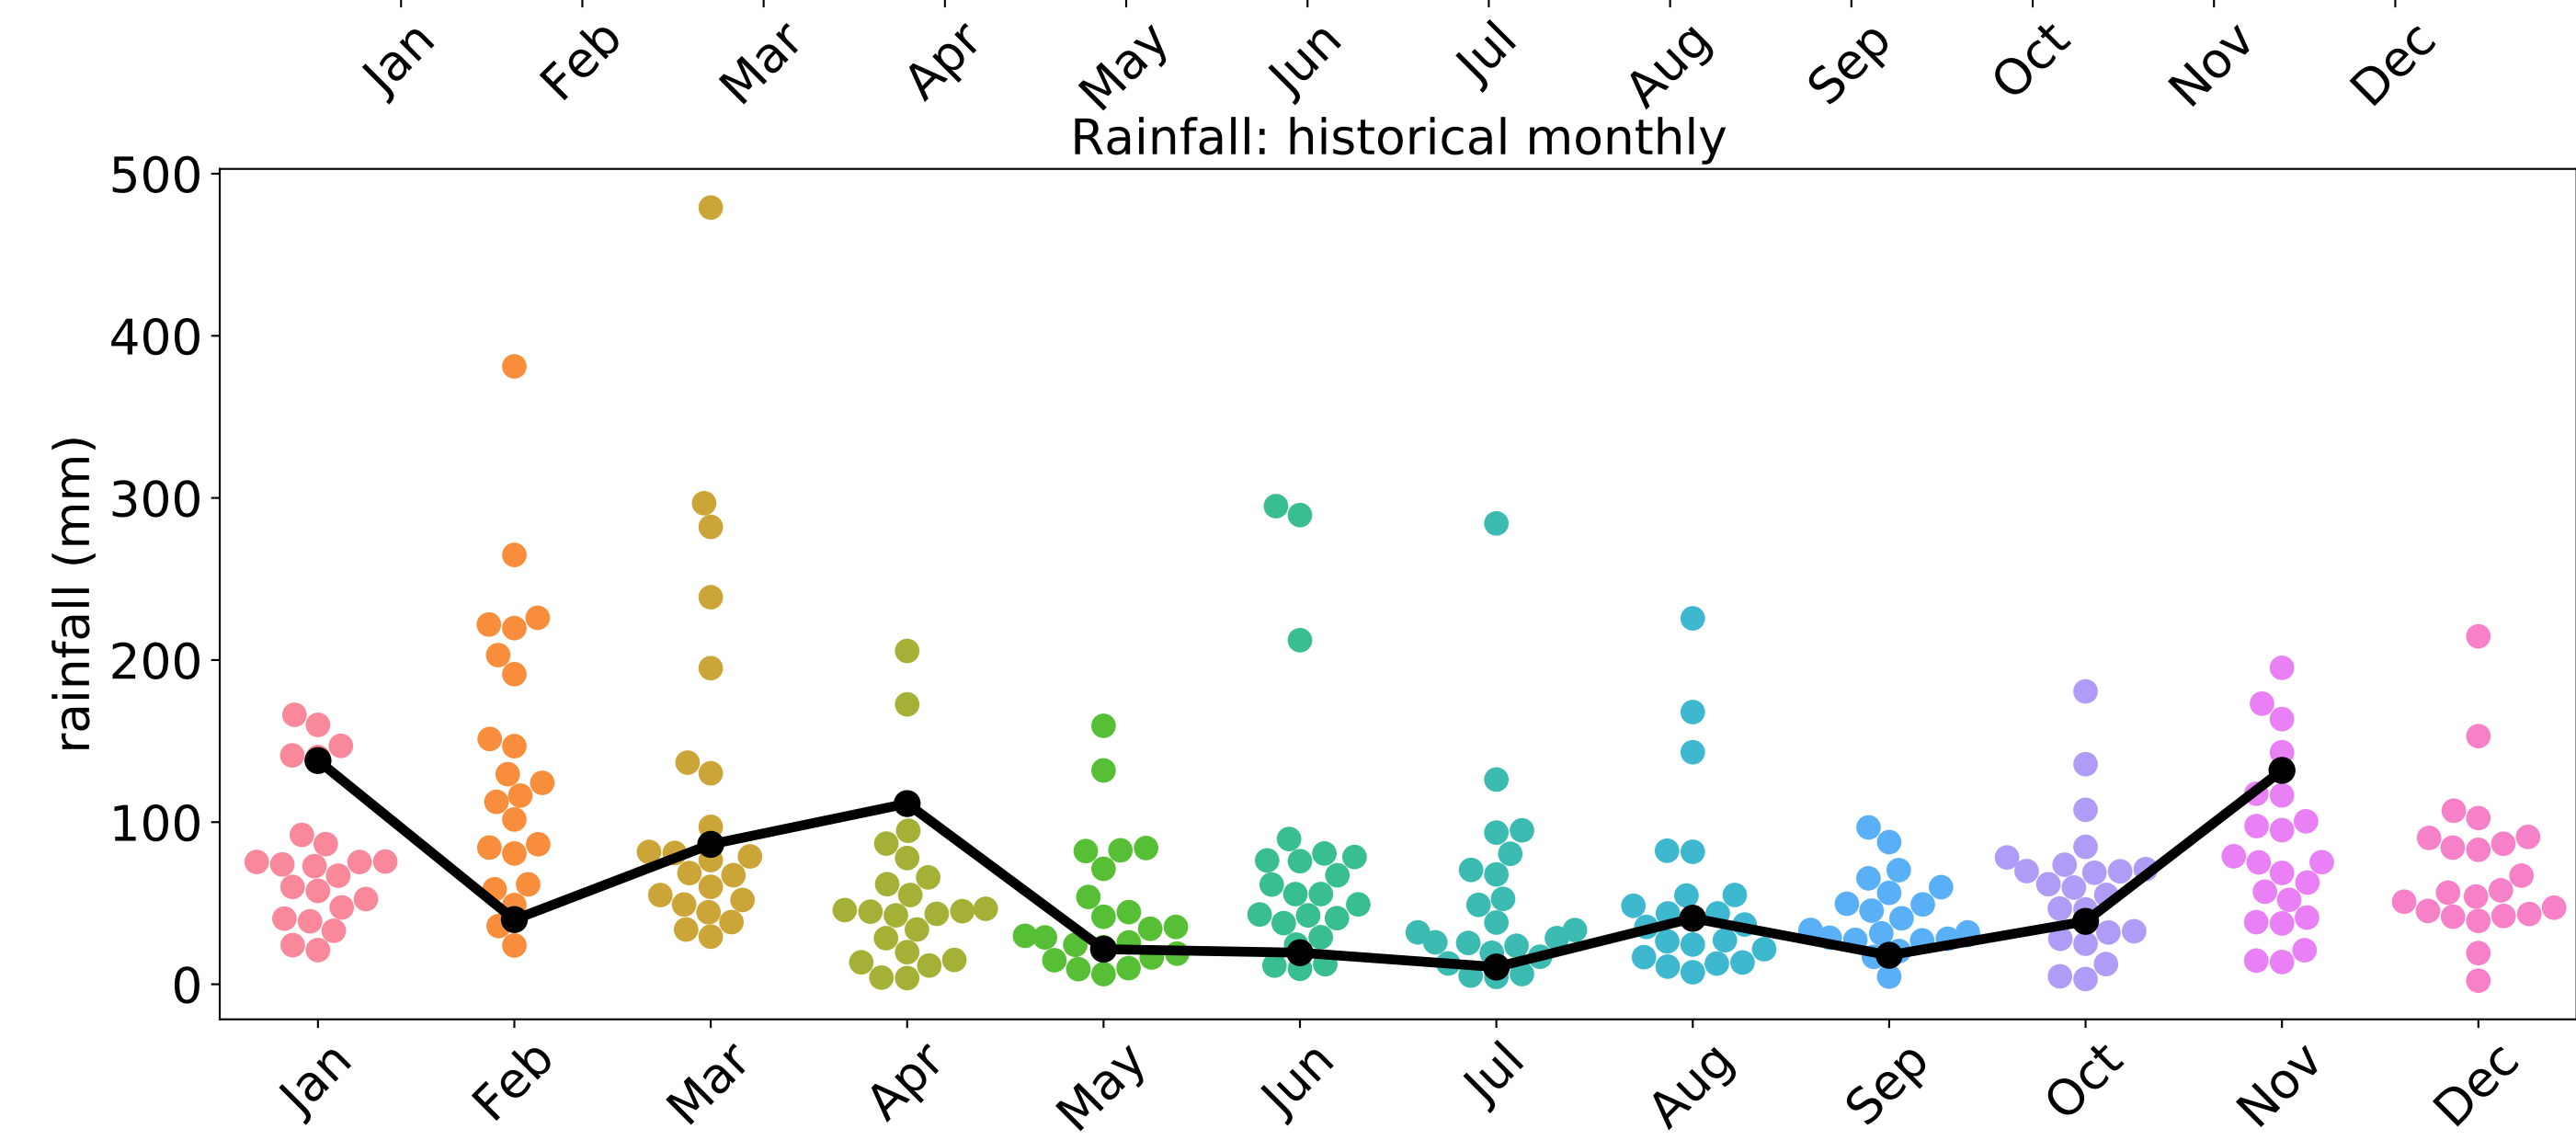 Jan Feb Mar Apr May Jun Jul Aug Sep Oct Nov Dec
Rainfall: historical monthly
500
400
300
200
100
0
rainfall (mm)
Jan Feb Mar Apr May Jun Jul Aug Sep Oct Nov Dec